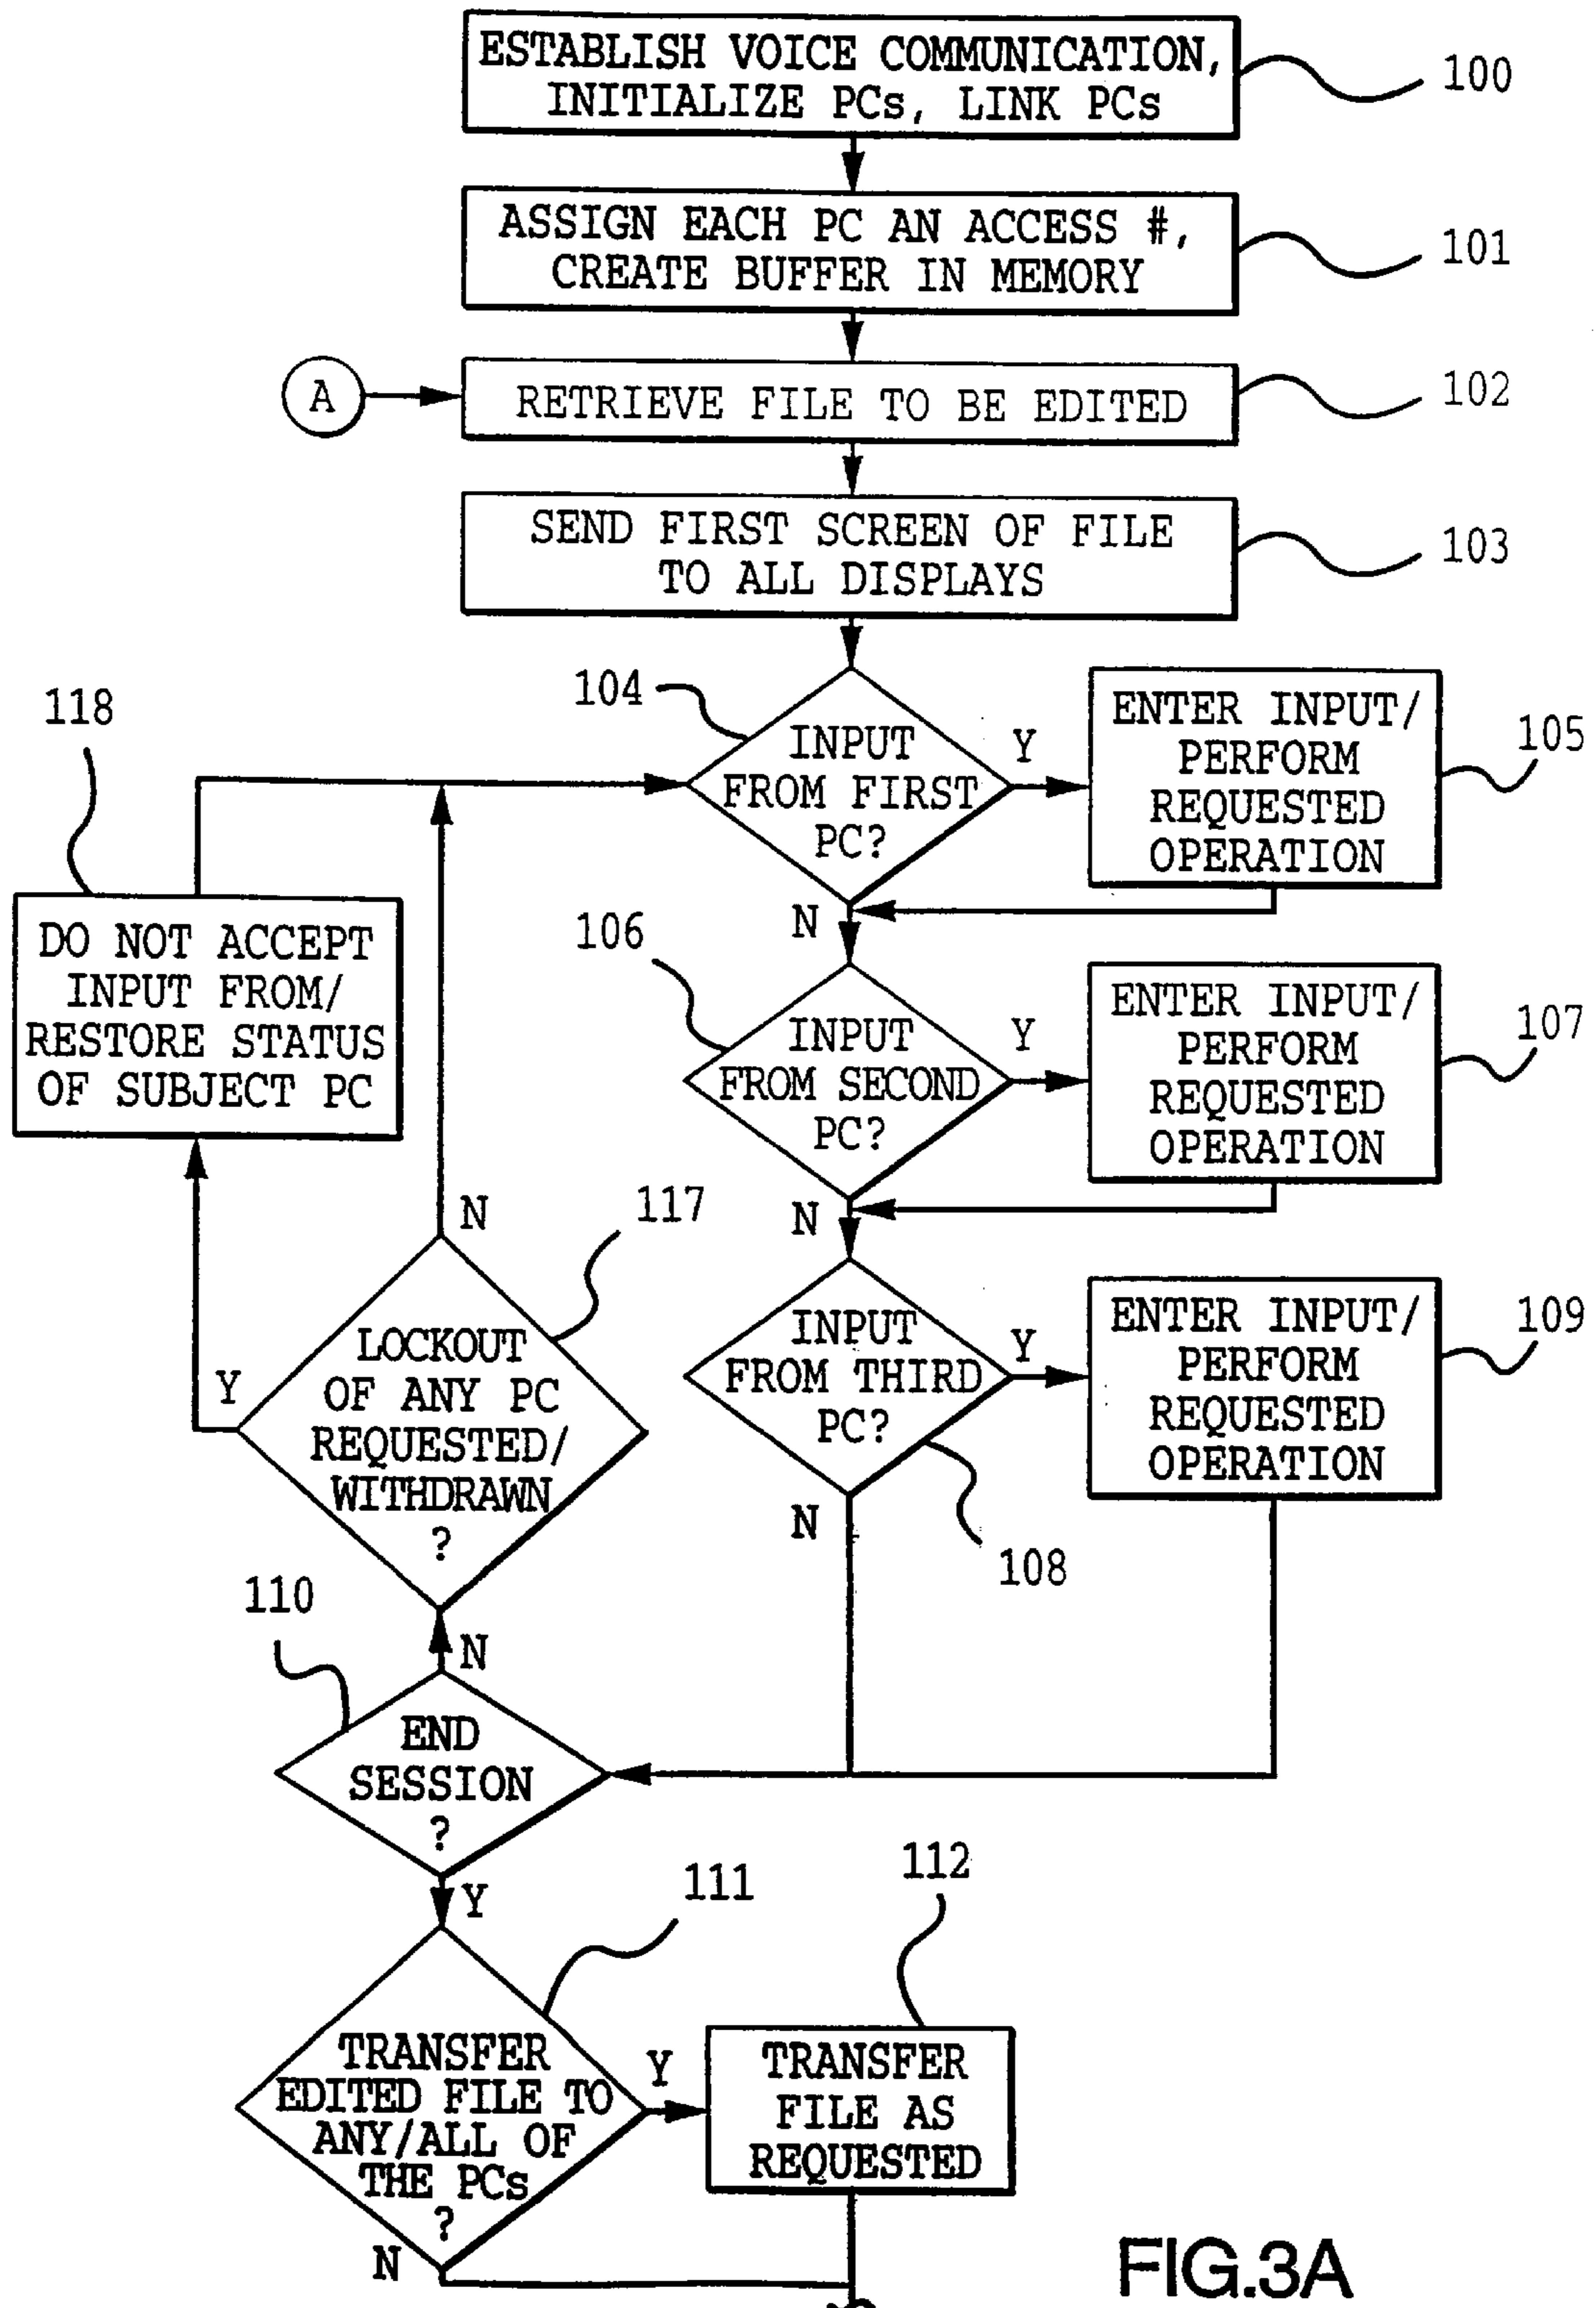 ESTABLISH VOICE COMMUNICATION,
INITIALIZE PCs, LINK PCs
100
ASSIGN EACH PC AN ACCESS #,
CREATE BUFFER IN MEMORY
101
A
RETRIEVE FILE TO BE EDITED
102
SEND FIRST SCREEN OF FILE
TO ALL DISPLAYS
103
104
INPUT
FROM FIRST
PC?
Y
N
ENTER INPUT/
PERFORM
REQUESTED
OPERATION
105
118
DO NOT ACCEPT
INPUT FROM/
RESTORE STATUS
OF SUBJECT PC
106
INPUT
FROM SECOND
PC?
Y
N
ENTER INPUT/
PERFORM
REQUESTED
OPERATION
107
117
N
Y
LOCKOUT
OF ANY PC
REQUESTED/
WITHDRAWN
?
INPUT
FROM THIRD
PC?
Y
N
108
ENTER INPUT/
PERFORM
REQUESTED
OPERATION
109
110
N
END
SESSION
?
Y
111
TRANSFER
EDITED FILE TO
ANY/ALL OF
THE PCs
?
Y
N
112
TRANSFER
FILE AS
REQUESTED
FIG.3A